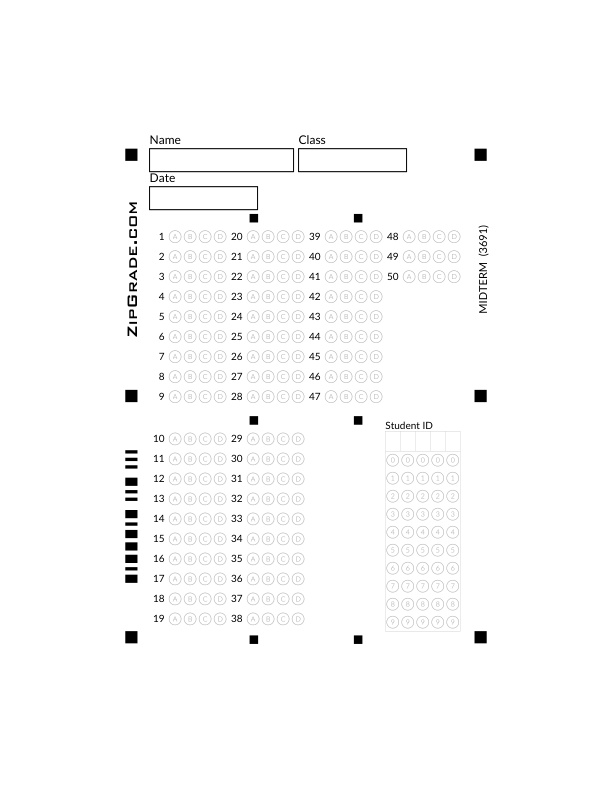 Name Class
Date
ZIPGRADE.COM
MIDTERM (3691)
1 A B C D 20 A B C D 39 A B C D 48 A B C D
2 A B C D 21 A B C D 40 A B C D 49 A B C D
3 A B C D 22 A B C D 41 A B C D 50 A B C D
4 A B C D 23 A B C D 42 A B C D
5 A B C D 24 A B C D 43 A B C D
6 A B C D 25 A B C D 44 A B C D
7 A B C D 26 A B C D 45 A B C D
8 A B C D 27 A B C D 46 A B C D
9 A B C D 28 A B C D 47 A B C D
Student ID
10 A B C D 29 A B C D 0 0 0 0 0
11 A B C D 30 A B C D 1 1 1 1 1
12 A B C D 31 A B C D 2 2 2 2 2
13 A B C D 32 A B C D 3 3 3 3 3
14 A B C D 33 A B C D 4 4 4 4 4
15 A B C D 34 A B C D 5 5 5 5 5
16 A B C D 35 A B C D 6 6 6 6 6
17 A B C D 36 A B C D 7 7 7 7 7
18 A B C D 37 A B C D 8 8 8 8 8
19 A B C D 38 A B C D 9 9 9 9 9